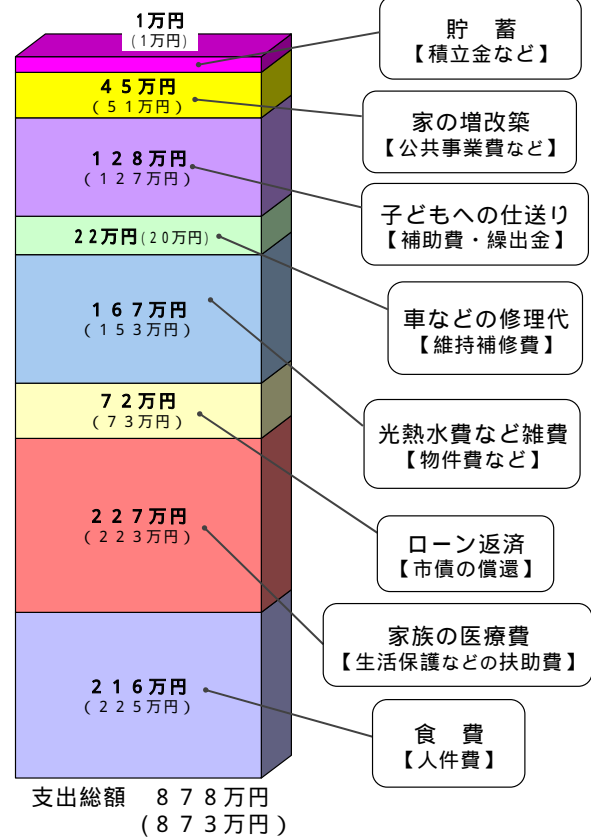 1万円
(1万円)
貯　蓄
【積立金など】
45万円
(51万円)
家の増改築
【公共事業費など】
128万円
(127万円)
子どもへの仕送り
【補助費・繰出金】
22万円(20万円)
車などの修理代
【維持補修費】
167万円
(153万円)
光熱水費など雑費
【物件費など】
72万円
(73万円)
ローン返済
【市債の償還】
227万円
(223万円)
家族の医療費
【生活保護などの扶助費】
216万円
(225万円)
食　費
【人件費】
支出総額　878万円
(873万円)